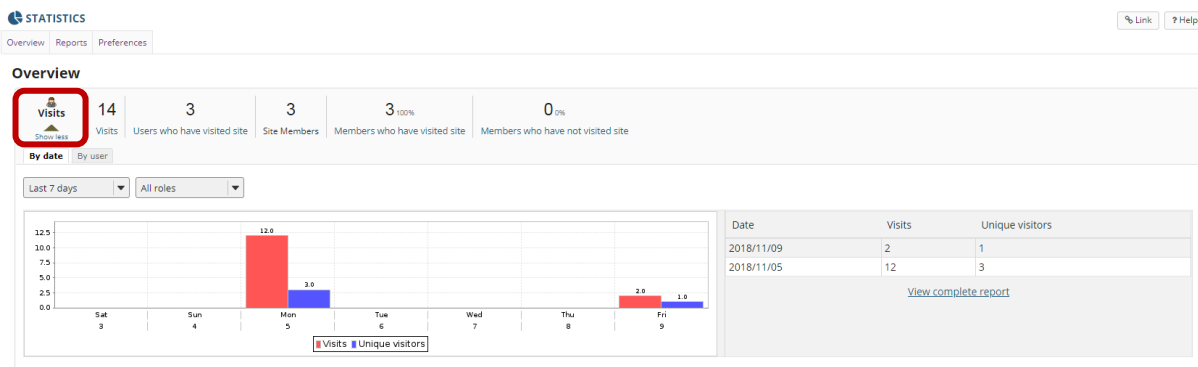 STATISTICS
Link ? Help
Overview Reports Preferences
Overview
Visits
Show less
14 3 3 3 100% 0 0%
Visits Users who have visited site Site Members Members who have visited site Members who have not visited site
By date By user
Last 7 days All roles
Date Visits Unique visitors
2018/11/09 2 1
2018/11/05 12 3
View complete report
12.5
10.0
7.5
5.0
2.5
0.0
12.0 3.0 2.0 1.0
Sat Sun Mon Tue Wed Thu Fri
3 4 5 6 7 8 9
Visits Unique visitors